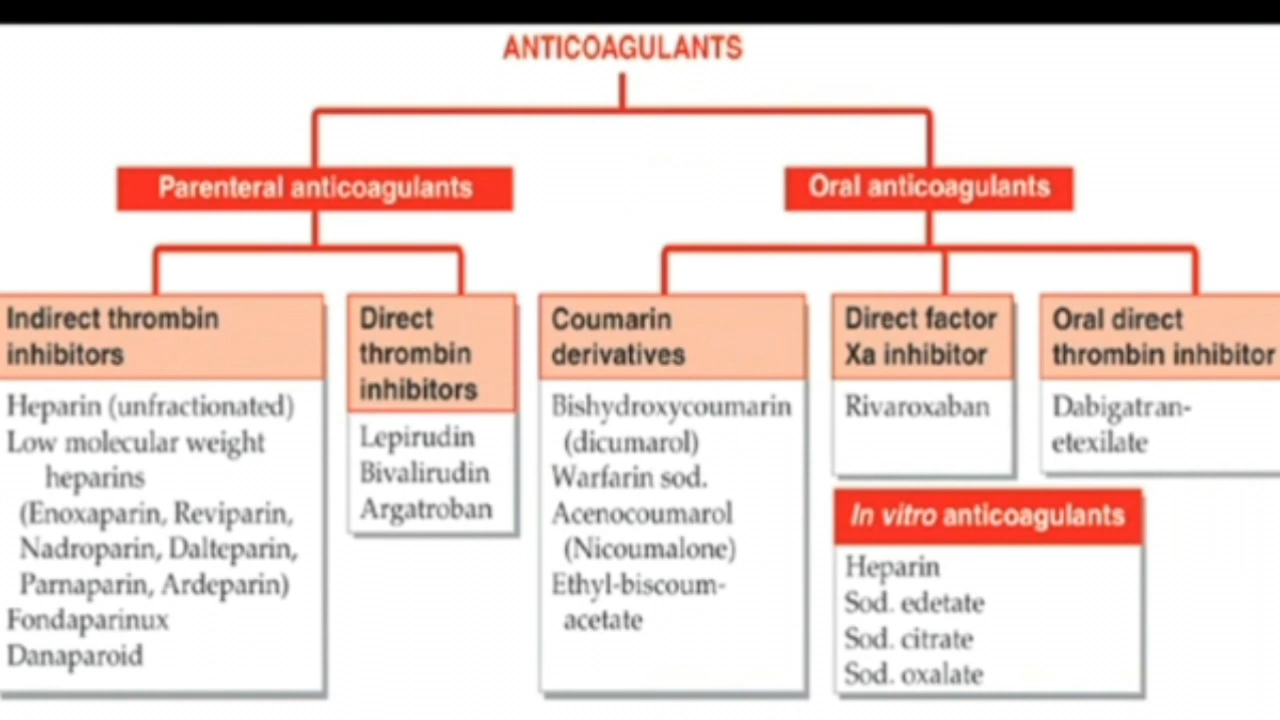 ANTICOAGULANTS
Parenteral anticoagulants
Oral anticoagulants
Indirect thrombin
inhibitors
Heparin (unfractionated)
Low molecular weight
heparins
(Enoxaparin, Reviparin,
Nadroparin, Dalteparin,
Parnaparin, Ardeparin)
Fondaparinux
Danaparoid
Direct
thrombin
inhibitors
Lepirudin
Bivalirudin
Argatroban
Coumarin
derivatives
Bishydroxycoumarin
(dicumarol)
Warfarin sod.
Acenocoumarol
(Nicoumalone)
Ethyl-biscoum-
acetate
Direct factor
Xa inhibitor
Rivaroxaban
Oral direct
thrombin inhibitor
Dabigatran-
etexilate
In vitro anticoagulants
Heparin
Sod. edetate
Sod. citrate
Sod. oxalate